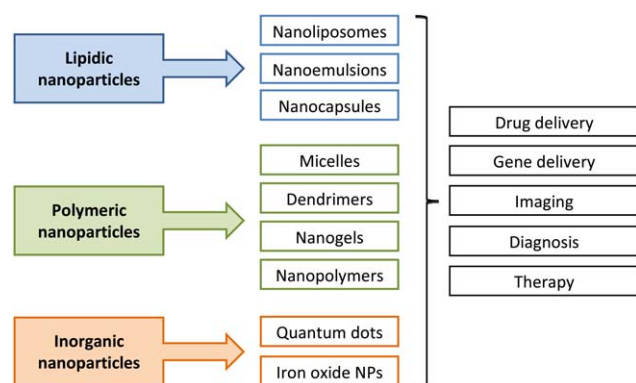 Lipidic
nanoparticles
Nanoliposomes
Nanoemulsions
Nanocapsules
Polymeric
nanoparticles
Micelles
Dendrimers
Nanogels
Nanopolymers
Inorganic
nanoparticles
Quantum dots
Iron oxide NPs
Drug delivery
Gene delivery
Imaging
Diagnosis
Therapy